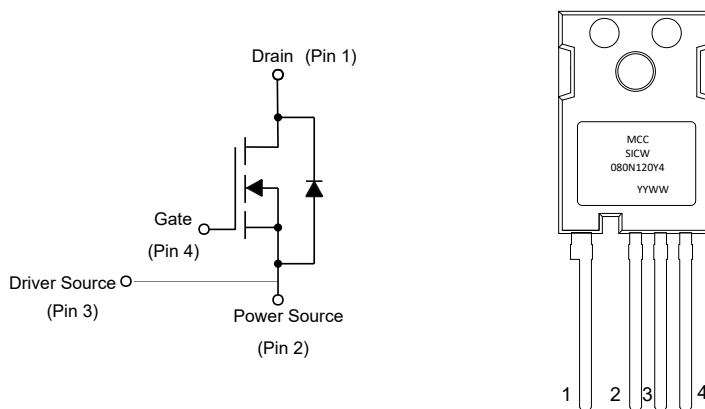 Drain (Pin 1)
Gate
(Pin 4)
Driver Source
(Pin 3)
Power Source
(Pin 2)
MCC
SICW
080N120Y4
YYWW
1 2 3 4